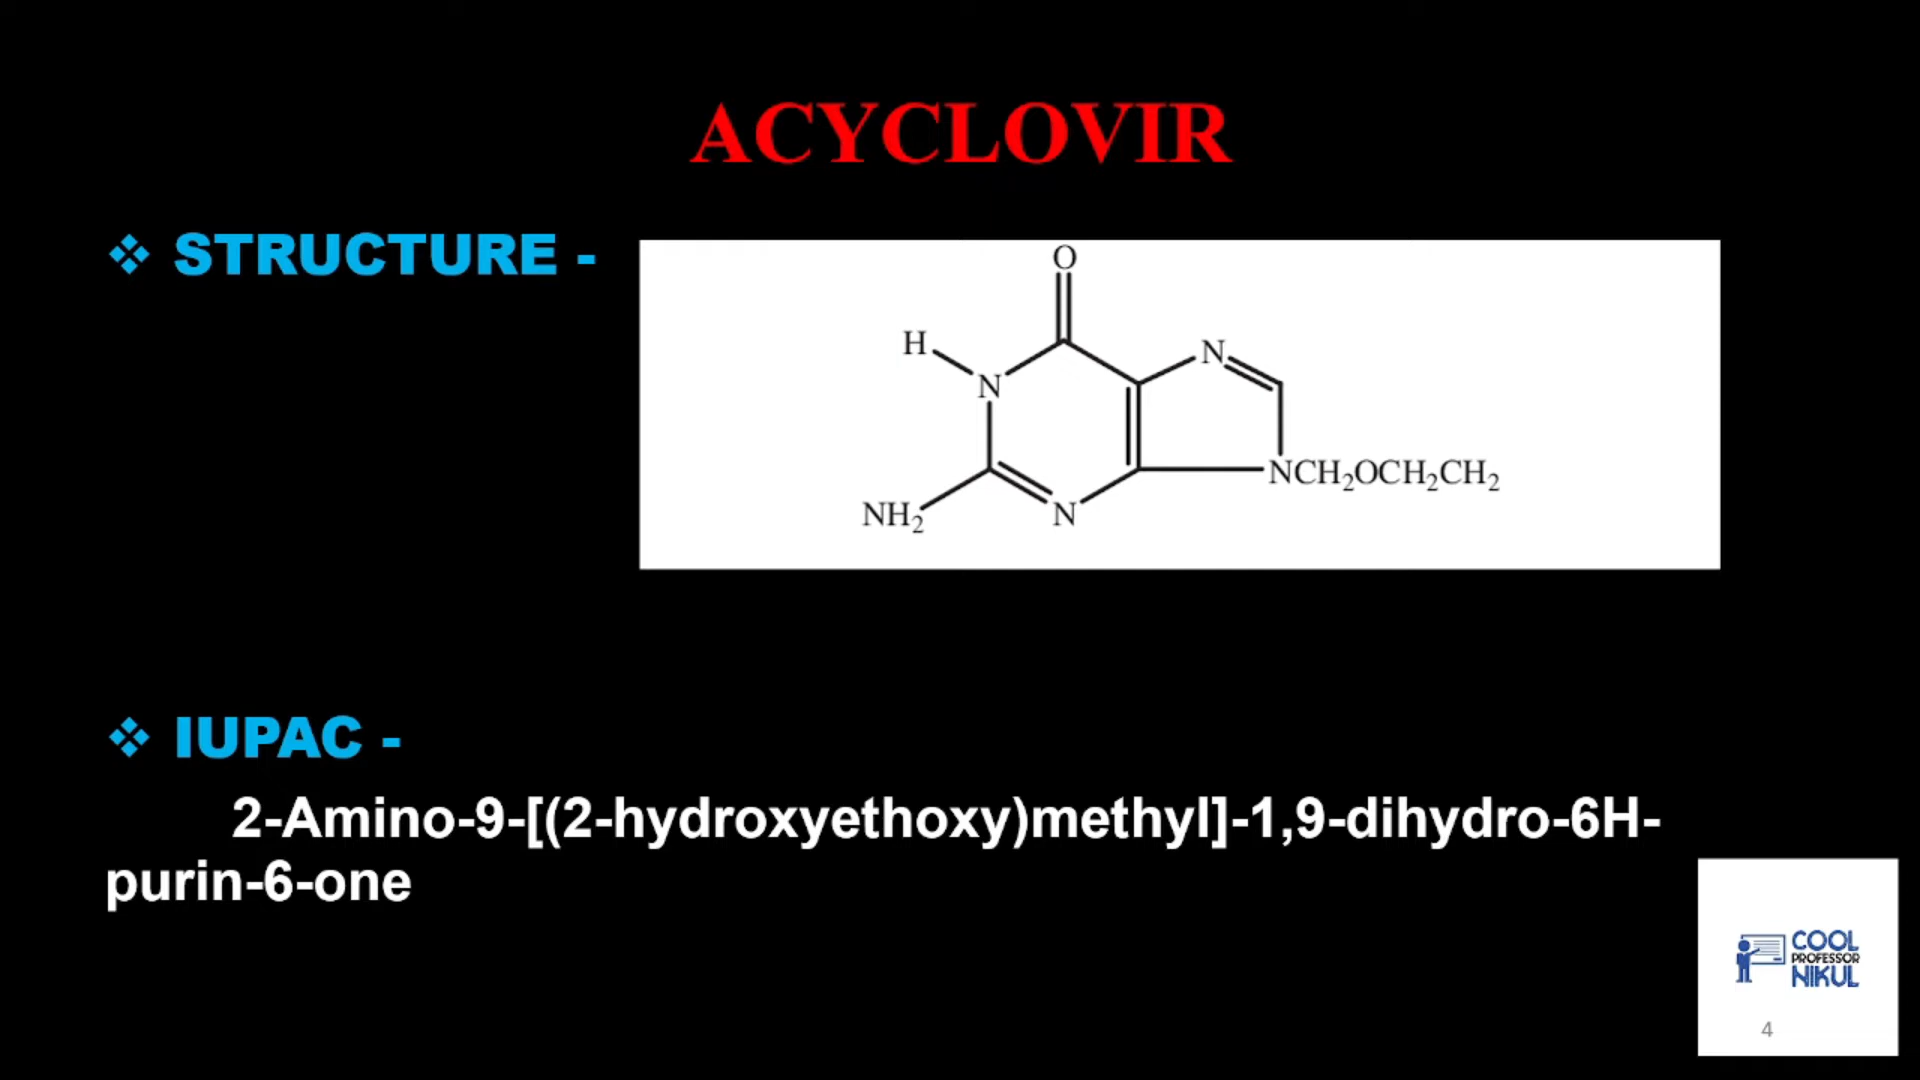 ACYCLOVIR
❖ STRUCTURE -
O
H
N
N
NH₂
N
NCH₂OCH₂CH₂
❖ IUPAC -
2-Amino-9-[(2-hydroxyethoxy)methyl]-1,9-dihydro-6H-
purin-6-one
COOL
PROFESSOR
NIKUL
4